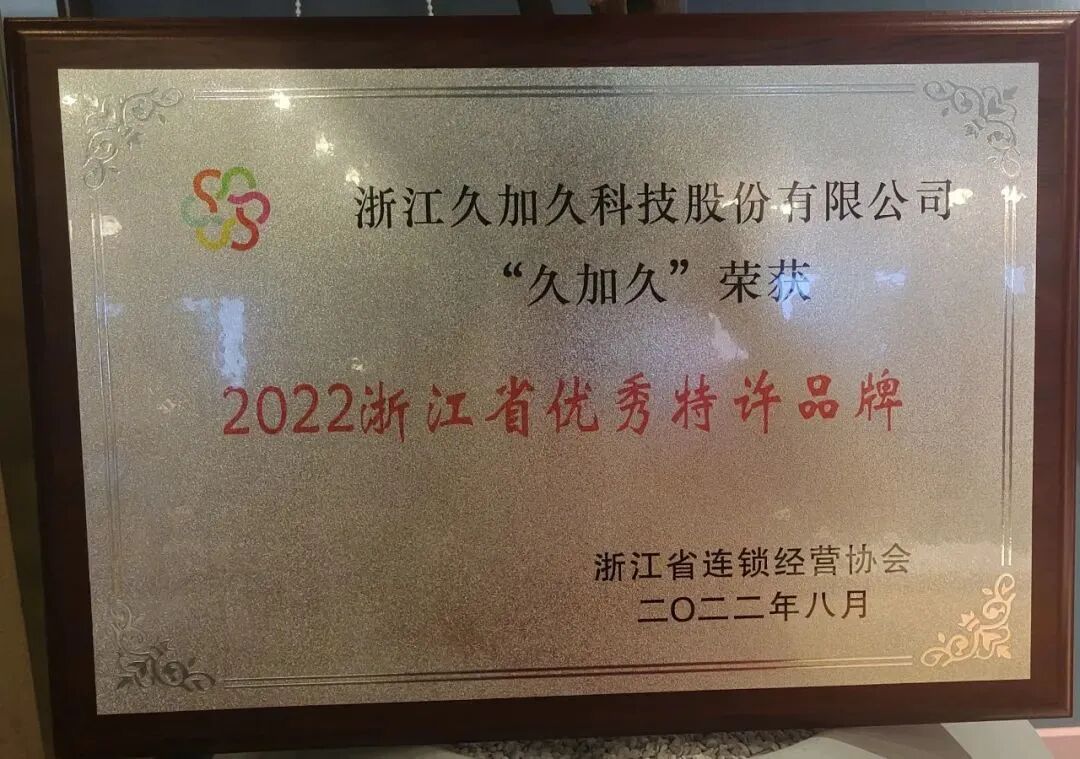 浙江久加久科技股份有限公司
“久加久”荣获
2022浙江省优秀特许品牌
浙江省连锁经营协会
二〇二二年八月